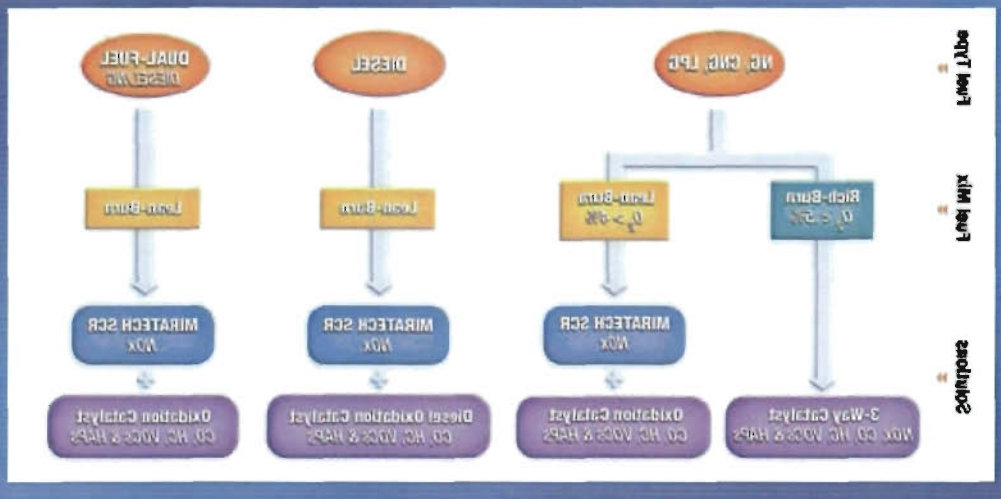 Fuel Type
NG, CNG, LPG
DIESEL
DUAL-FUEL
DIESEL/NG
Fuel Mix
Rich-Burn
O₂ < .5%
Lean-Burn
O₂ >
Lean-Burn
Lean-Burn
MIRATECH SCR
NOx
MIRATECH SCR
NOx
MIRATECH SCR
NOx
Solutions
3-Way Catalyst
NOx, CO, HC, VOCs & HAPs
Oxidation Catalyst
CO, HC, VOCs & HAPs
Diesel Oxidation Catalyst
CO, HC, VOCs & HAPs
Oxidation Catalyst
CO, HC, VOCs & HAPs